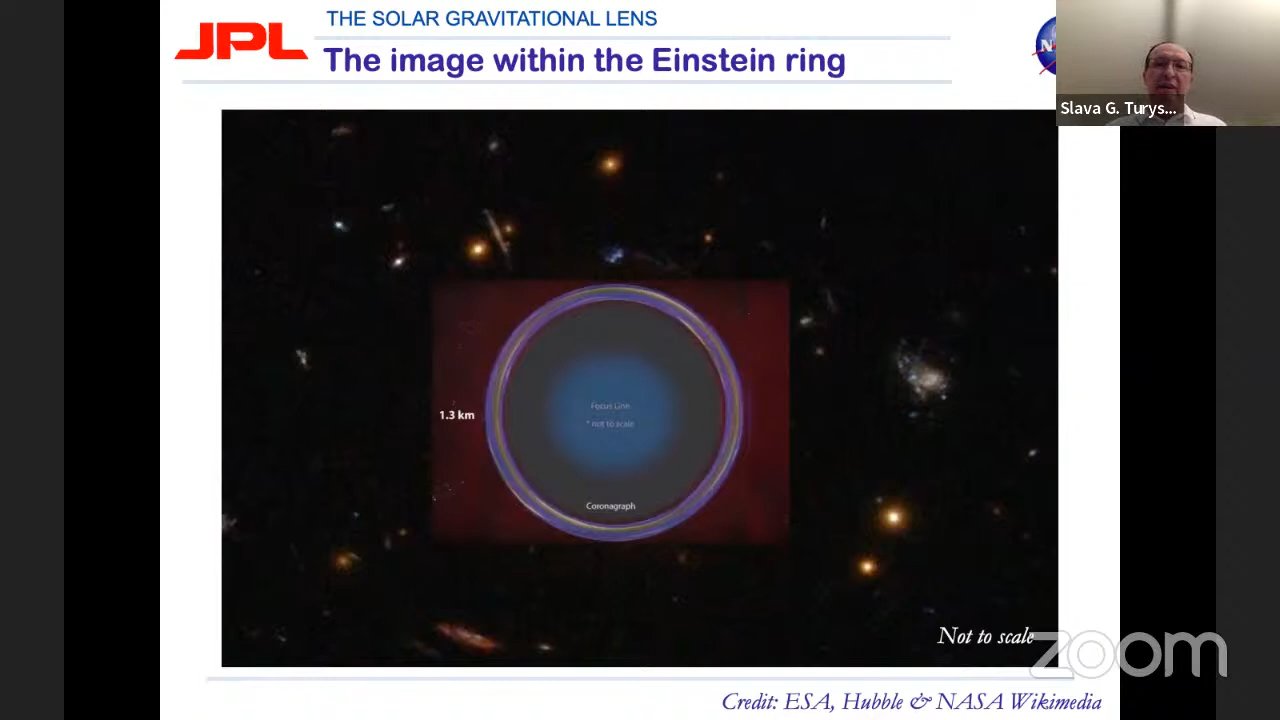 THE SOLAR GRAVITATIONAL LENS
JPL
The image within the Einstein ring
Slava G. Turys...
1.3 km
Focus Line
* not to scale
Coronagraph
Not to scale
zoom
Credit: ESA, Hubble & NASA Wikimedia